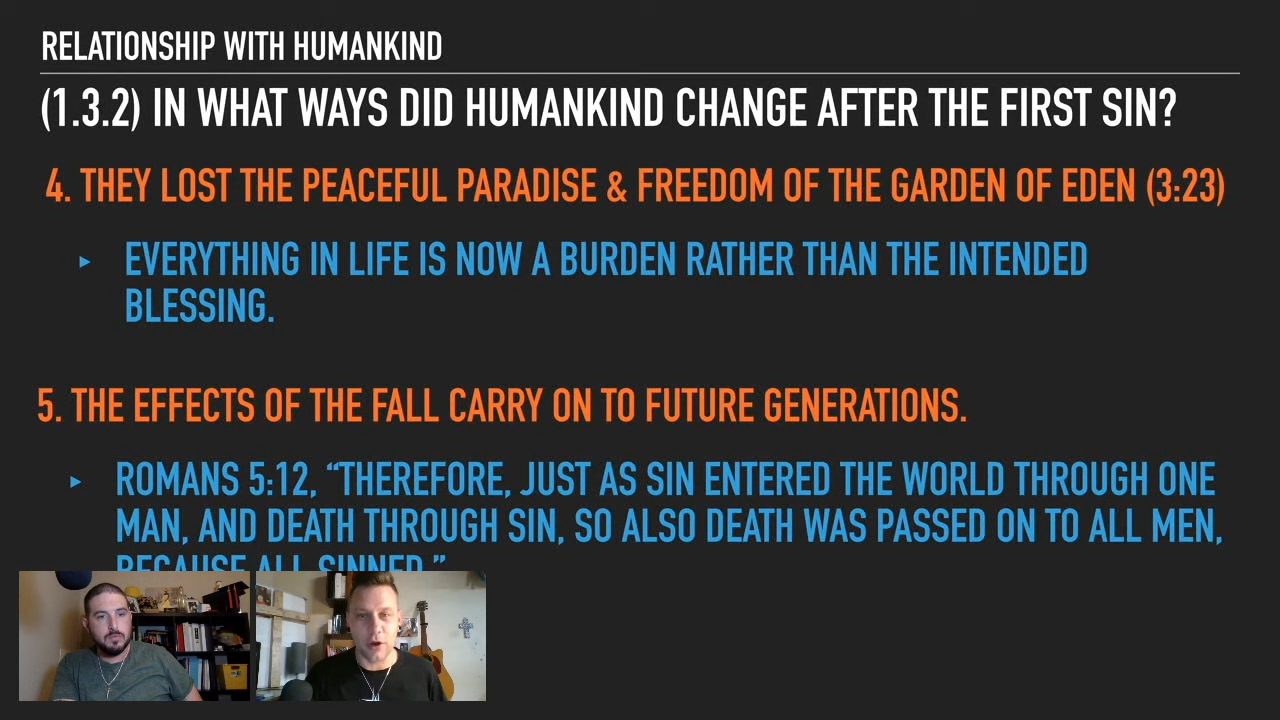 RELATIONSHIP WITH HUMANKIND
(1.3.2) IN WHAT WAYS DID HUMANKIND CHANGE AFTER THE FIRST SIN?
4. THEY LOST THE PEACEFUL PARADISE & FREEDOM OF THE GARDEN OF EDEN (3:23)
▸ EVERYTHING IN LIFE IS NOW A BURDEN RATHER THAN THE INTENDED
BLESSING.
5. THE EFFECTS OF THE FALL CARRY ON TO FUTURE GENERATIONS.
▸ ROMANS 5:12, “THEREFORE, JUST AS SIN ENTERED THE WORLD THROUGH ONE
MAN, AND DEATH THROUGH SIN, SO ALSO DEATH WAS PASSED ON TO ALL MEN,
BECAUSE ALL SINNED.”